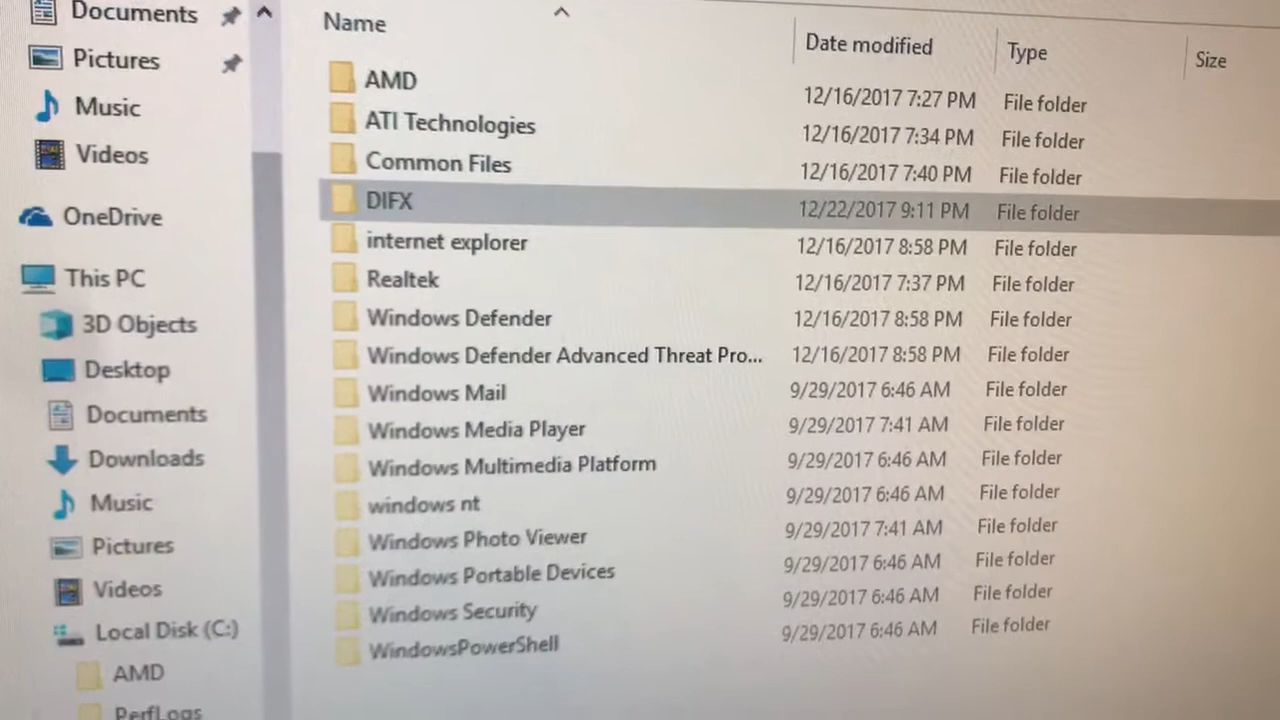 Documents
Pictures
Music
Videos
OneDrive
This PC
3D Objects
Desktop
Documents
Downloads
Music
Pictures
Videos
Local Disk (C:)
AMD
PerfLogs
Name Date modified Type Size
AMD 12/16/2017 7:27 PM File folder
ATI Technologies 12/16/2017 7:34 PM File folder
Common Files 12/16/2017 7:40 PM File folder
DIFX 12/22/2017 9:11 PM File folder
internet explorer 12/16/2017 8:58 PM File folder
Realtek 12/16/2017 7:37 PM File folder
Windows Defender 12/16/2017 8:58 PM File folder
Windows Defender Advanced Threat Pro... 12/16/2017 8:58 PM File folder
Windows Mail 9/29/2017 6:46 AM File folder
Windows Media Player 9/29/2017 7:41 AM File folder
Windows Multimedia Platform 9/29/2017 6:46 AM File folder
windows nt 9/29/2017 6:46 AM File folder
Windows Photo Viewer 9/29/2017 7:41 AM File folder
Windows Portable Devices 9/29/2017 6:46 AM File folder
Windows Security 9/29/2017 6:46 AM File folder
WindowsPowerShell 9/29/2017 6:46 AM File folder